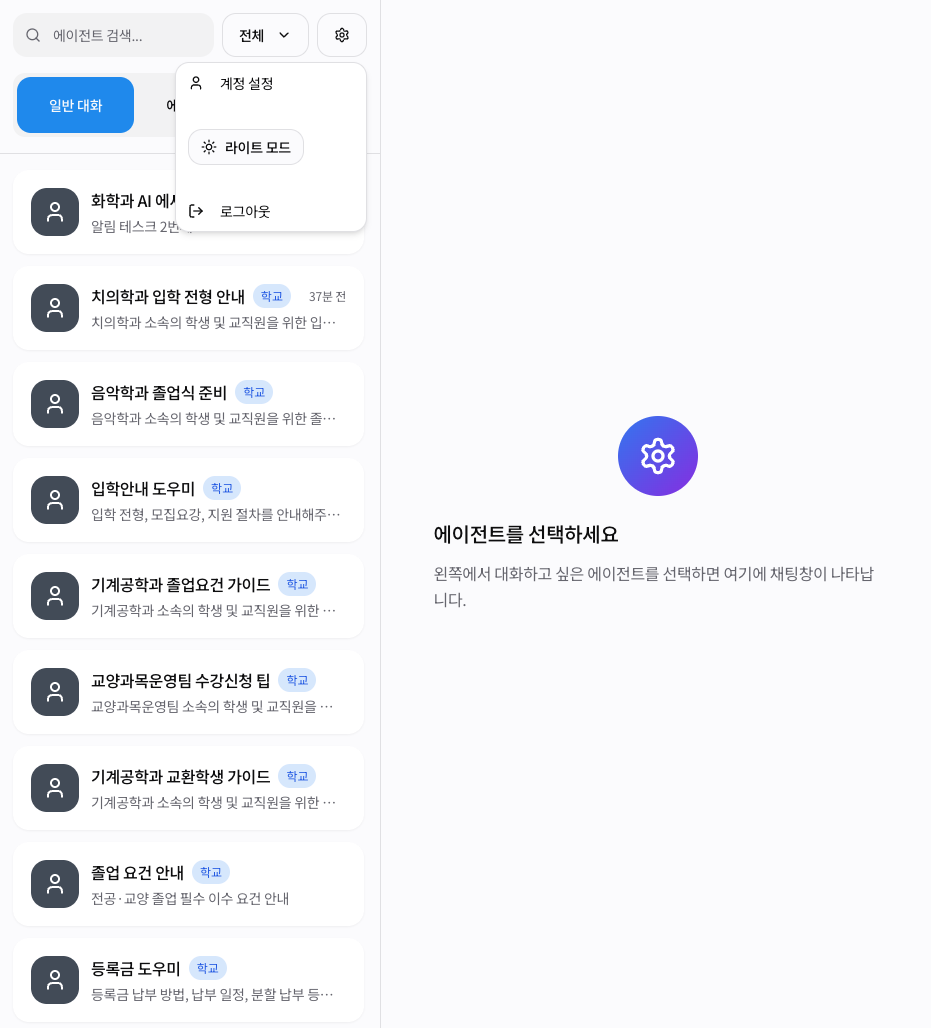 에이전트 검색...
전체
일반 대화
계정 설정
라이트 모드
로그아웃
화학과 AI 에
알림 테스크 2번
치의학과 입학 전형 안내
학교
37분 전
치의학과 소속의 학생 및 교직원을 위한 입…
음악학과 졸업식 준비
학교
음악학과 소속의 학생 및 교직원을 위한 졸…
입학안내 도우미
학교
입학 전형, 모집요강, 지원 절차를 안내해주…
기계공학과 졸업요건 가이드
학교
기계공학과 소속의 학생 및 교직원을 위한 …
교양과목운영팀 수강신청 팁
학교
교양과목운영팀 소속의 학생 및 교직원을 …
기계공학과 교환학생 가이드
학교
기계공학과 소속의 학생 및 교직원을 위한 …
졸업 요건 안내
학교
전공·교양 졸업 필수 이수 요건 안내
등록금 도우미
학교
등록금 납부 방법, 납부 일정, 분할 납부 등…
에이전트를 선택하세요
왼쪽에서 대화하고 싶은 에이전트를 선택하면 여기에 채팅창이 나타납
니다.